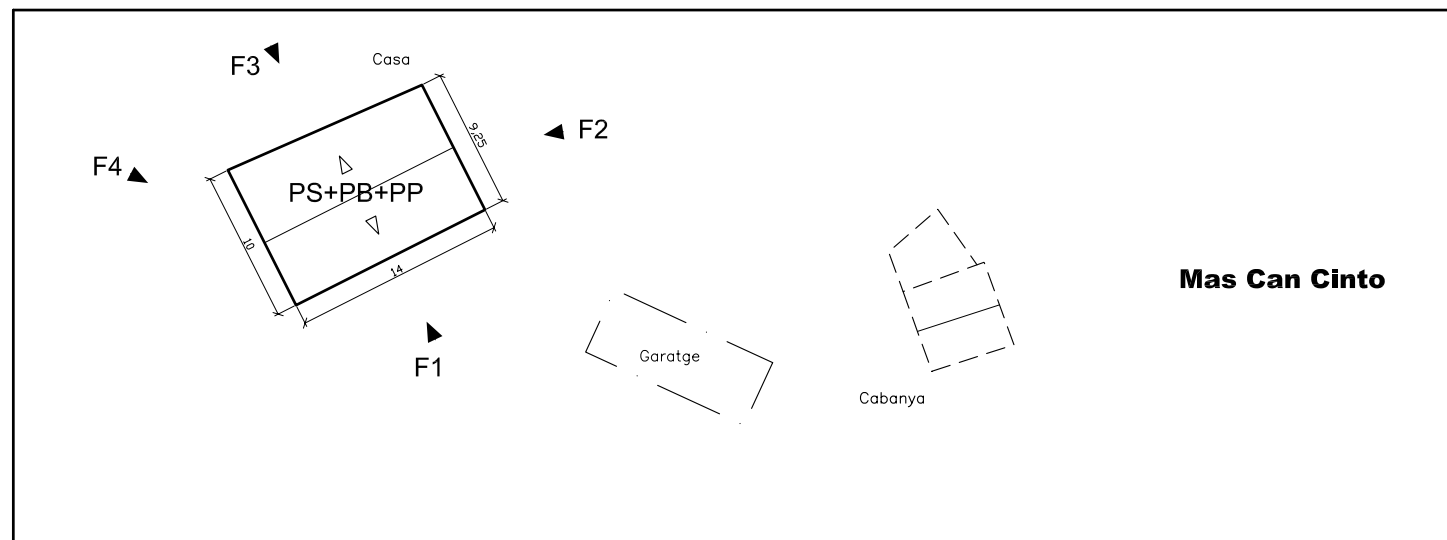 Casa
F3
F2
9,25
F4
PS+PB+PP
10
14
Mas Can Cinto
F1
Garatge
Cabanya